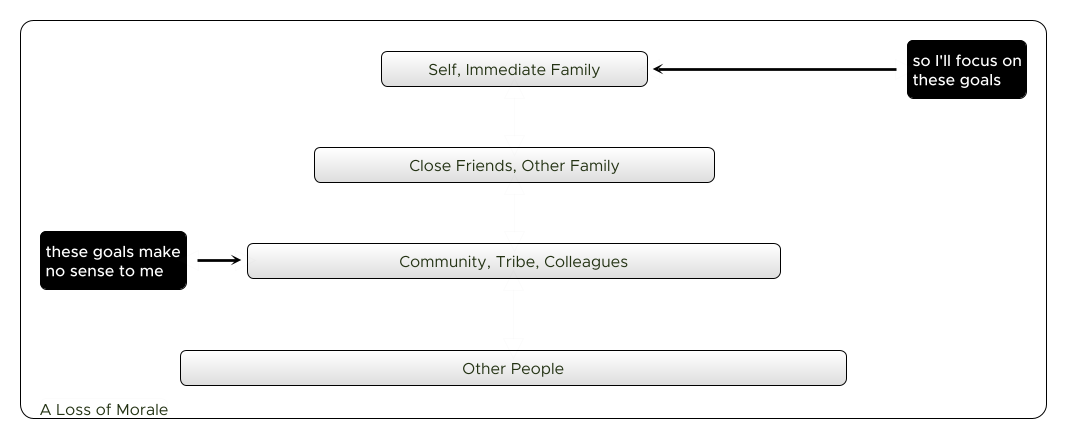 Self, Immediate Family
so I'll focus on
these goals
Close Friends, Other Family
these goals make
no sense to me
Community, Tribe, Colleagues
Other People
A Loss of Morale